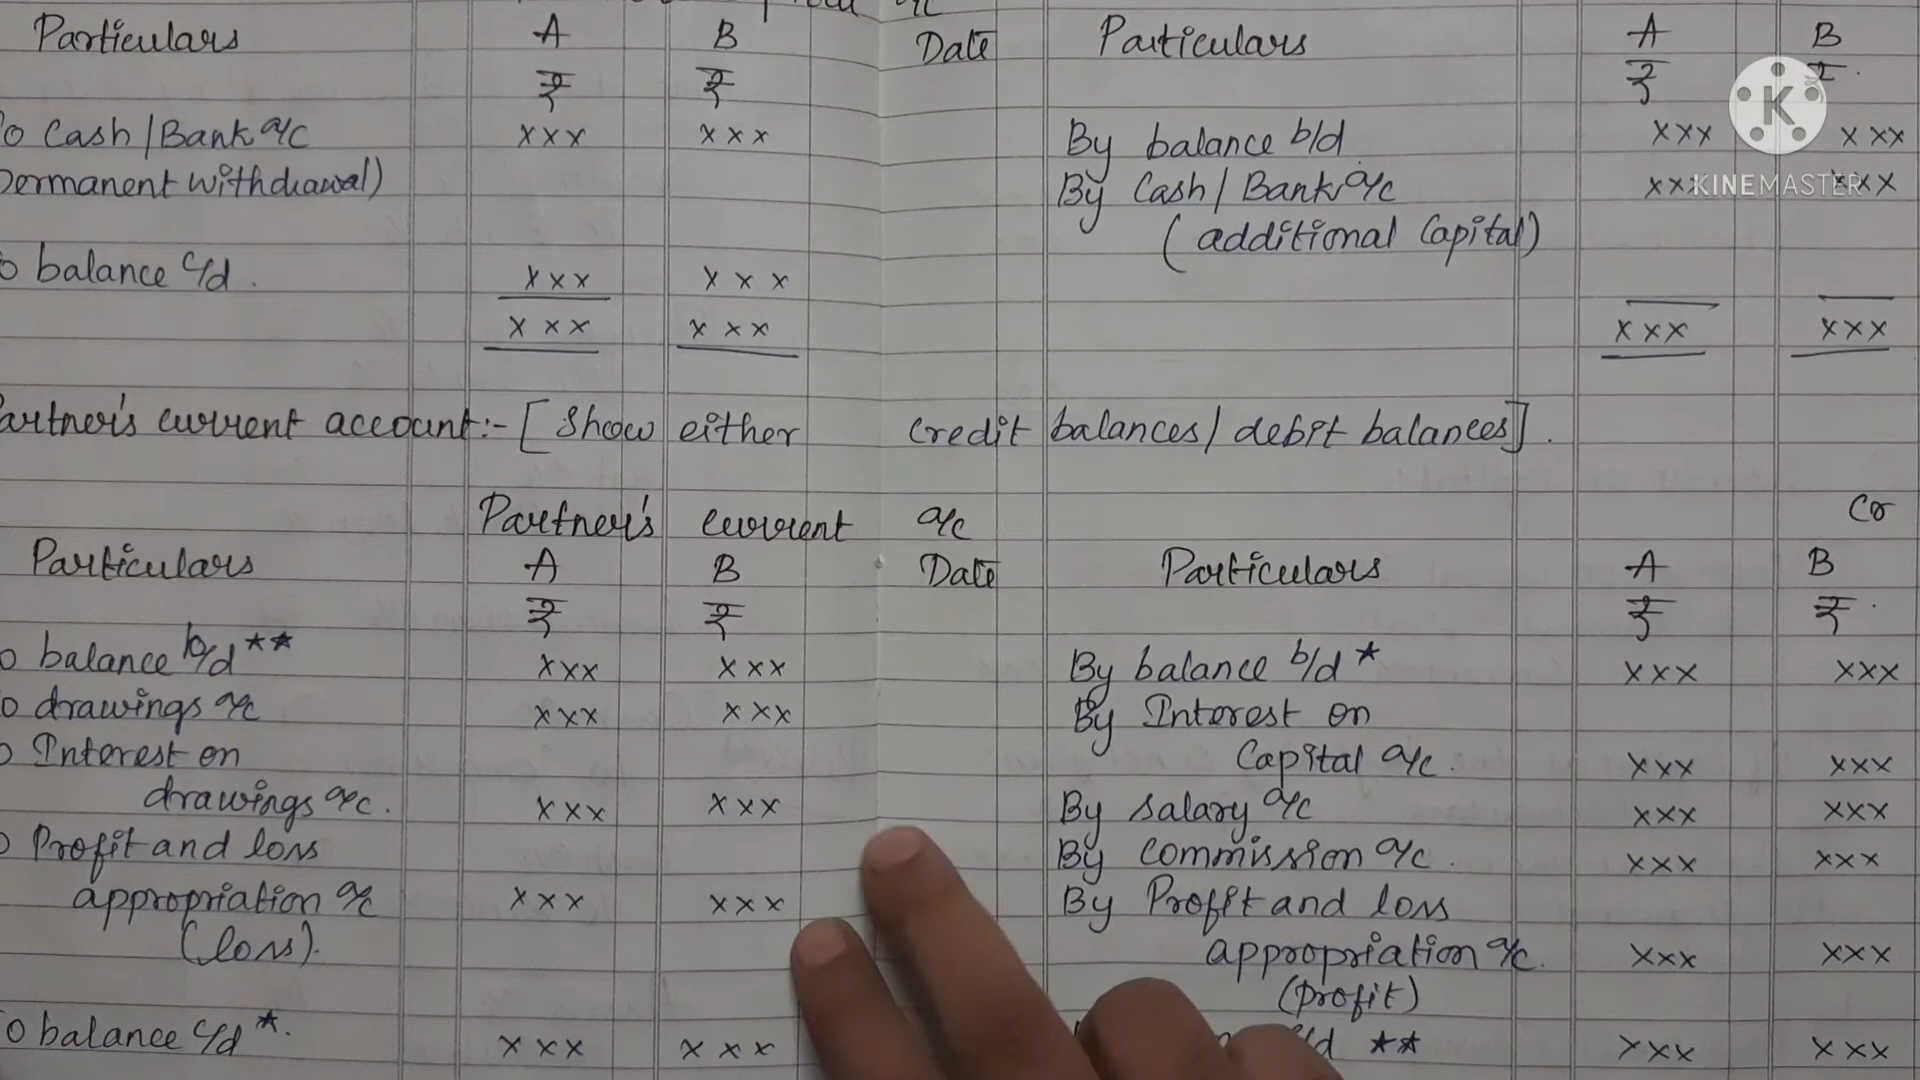 a/c
Particulars A B Date Particulars A B
₹ ₹ ₹ ₹
o Cash/Bank a/c xxx xxx By balance b/d xxx xxx
permanent withdrawal) By Cash/Bank a/c xxx xxx
(additional Capital)
o balance c/d. xxx xxx
xxx xxx xxx xxx
artner's current account:- [Show either credit balances/debit balances].
Partner's current a/c Cr
Particulars A B Date Particulars A B
₹ ₹ ₹ ₹
o balance b/d ** xxx xxx By balance b/d * xxx xxx
o drawings a/c xxx xxx By Interest on
o Interest on Capital a/c. xxx xxx
drawings a/c. xxx xxx By Salary a/c xxx xxx
o Profit and loss By Commission a/c. xxx xxx
appropriation a/c xxx xxx By Profit and loss
(loss). appropriation a/c. xxx xxx
(profit)
To balance c/d *. xxx xxx /d ** xxx xxx
K
KINEMASTER